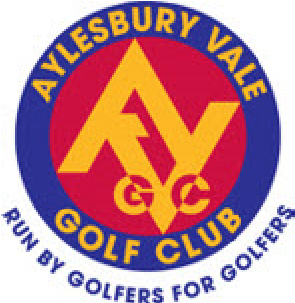 AYLESBURY VALE
AV
GC
GOLF CLUB
RUN BY GOLFERS FOR GOLFERS